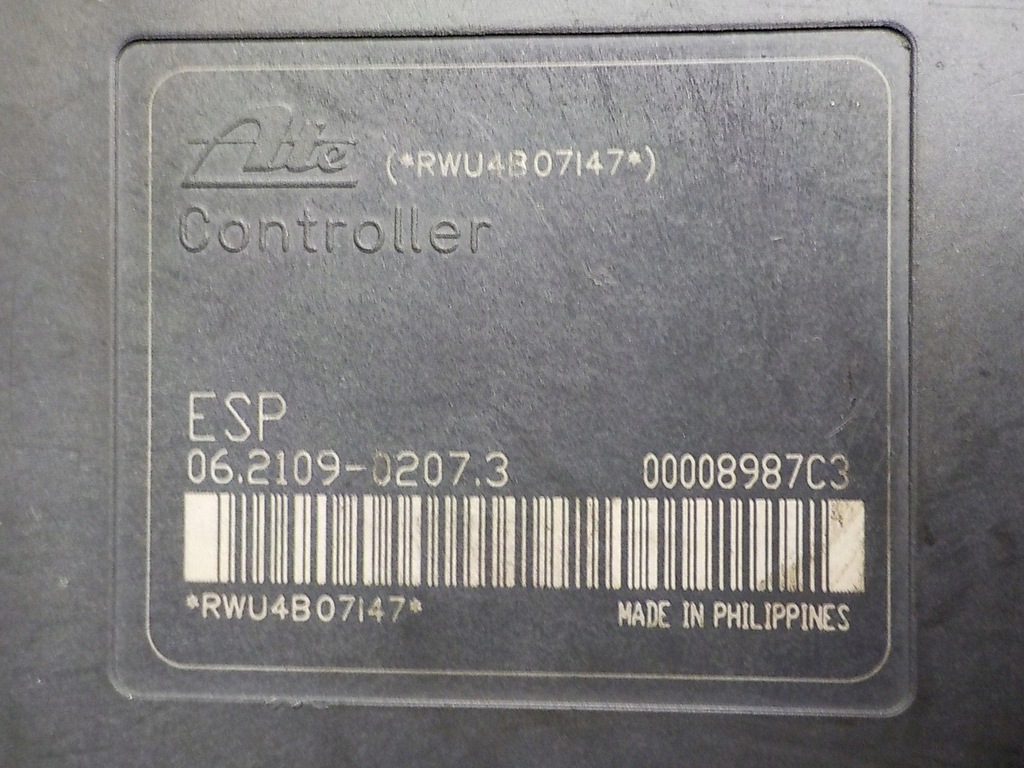 Ate (*RWU4B07147*)
Controller
ESP
06.2109-0207.3 00008987C3
*RWU4B07147*
MADE IN PHILIPPINES